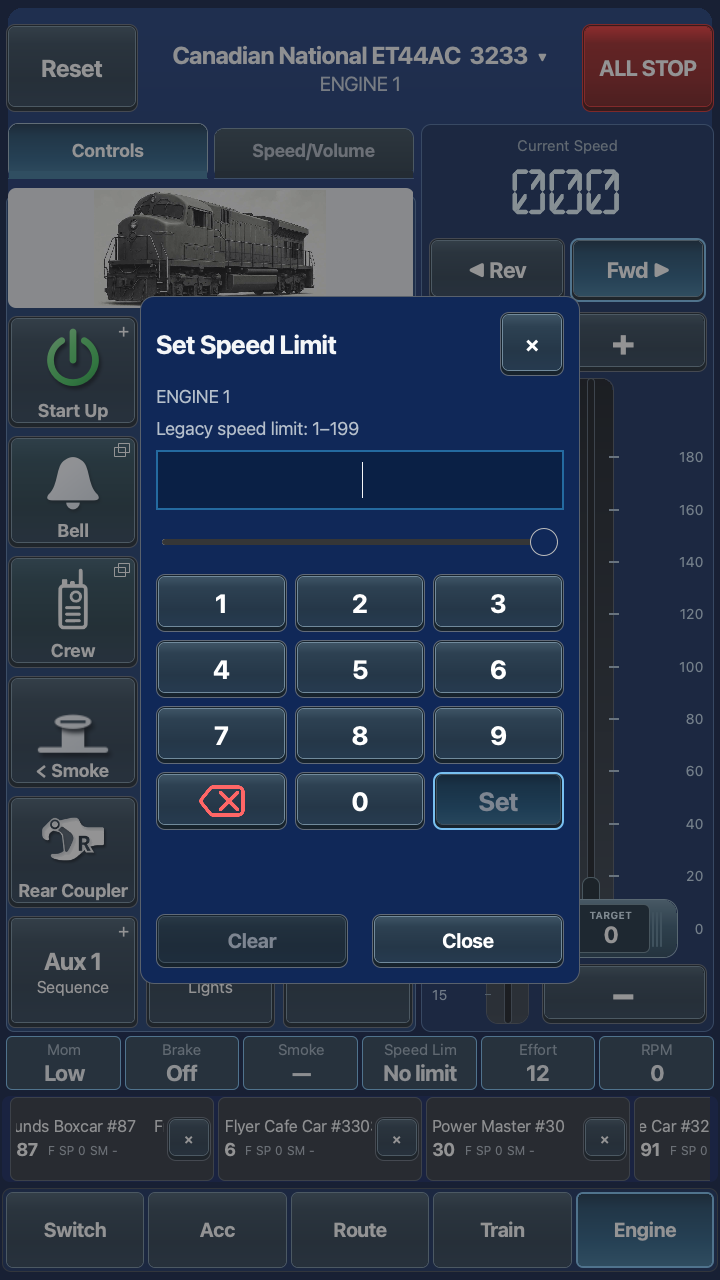 Reset
Canadian National ET44AC 3233 ▼
ENGINE 1
ALL STOP
Controls
Speed/Volume
Current Speed
000
◀ Rev
Fwd ▶
+
Start Up
Bell
Crew
< Smoke
R
Rear Coupler
+
Aux 1
Sequence
Lights
Set Speed Limit
×
ENGINE 1
Legacy speed limit: 1–199
1
2
3
4
5
6
7
8
9
0
Set
Clear
Close
+
180
160
140
120
100
80
60
40
20
0
TARGET
0
15
–
Mom
Low
Brake
Off
Smoke
—
Speed Lim
No limit
Effort
12
RPM
0
unds Boxcar #87 F
87 F SP 0 SM -
×
Flyer Cafe Car #330
6 F SP 0 SM -
×
Power Master #30
30 F SP 0 SM -
×
e Car #32
91 F SP 0
Switch
Acc
Route
Train
Engine